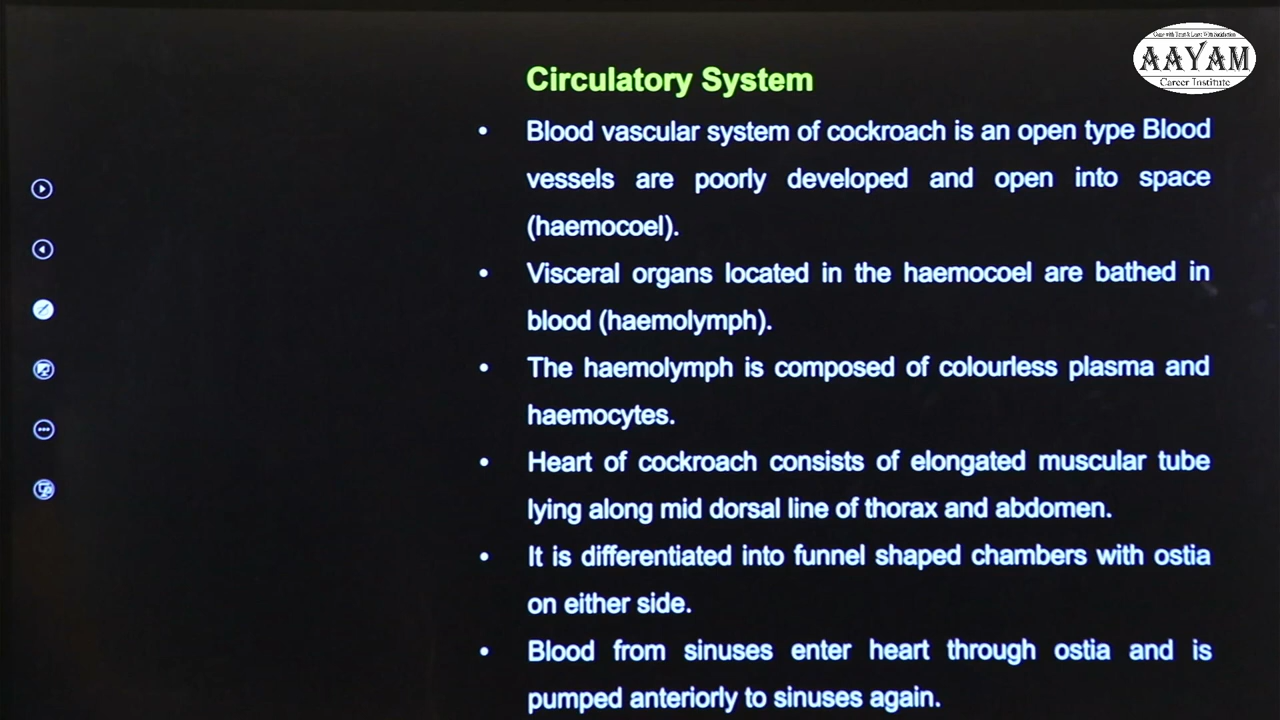 AAYAM
Career Institute
Circulatory System
• Blood vascular system of cockroach is an open type Blood
vessels are poorly developed and open into space
(haemocoel).
• Visceral organs located in the haemocoel are bathed in
blood (haemolymph).
• The haemolymph is composed of colourless plasma and
haemocytes.
• Heart of cockroach consists of elongated muscular tube
lying along mid dorsal line of thorax and abdomen.
• It is differentiated into funnel shaped chambers with ostia
on either side.
• Blood from sinuses enter heart through ostia and is
pumped anteriorly to sinuses again.